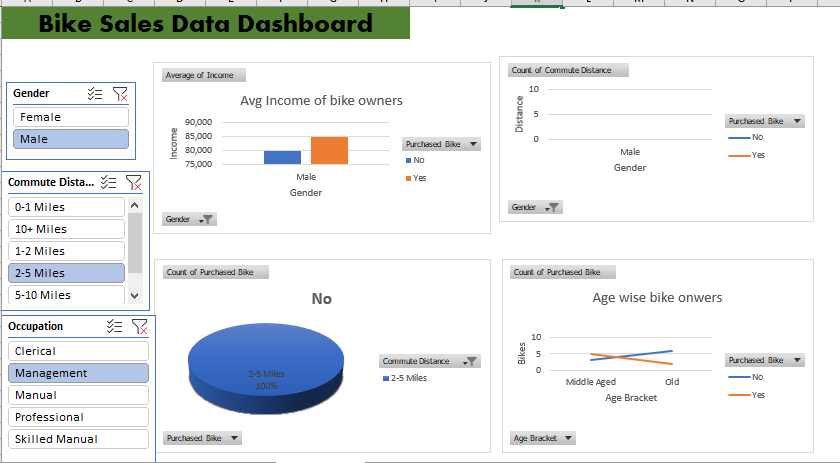 Bike Sales Data Dashboard
Gender
Female
Male
Commute Dista...
0-1 Miles
10+ Miles
1-2 Miles
2-5 Miles
5-10 Miles
Occupation
Clerical
Management
Manual
Professional
Skilled Manual
Average of Income
Avg Income of bike owners
Income
90,000
85,000
80,000
75,000
Male
Gender
Purchased Bike
No
Yes
Gender
Count of Commute Distance
Distance
10
5
0
Male
Gender
Purchased Bike
No
Yes
Gender
Count of Purchased Bike
No
2-5 Miles
100%
Commute Distance
2-5 Miles
Purchased Bike
Count of Purchased Bike
Age wise bike onwers
Bikes
10
5
0
Middle Aged
Old
Age Bracket
Purchased Bike
No
Yes
Age Bracket